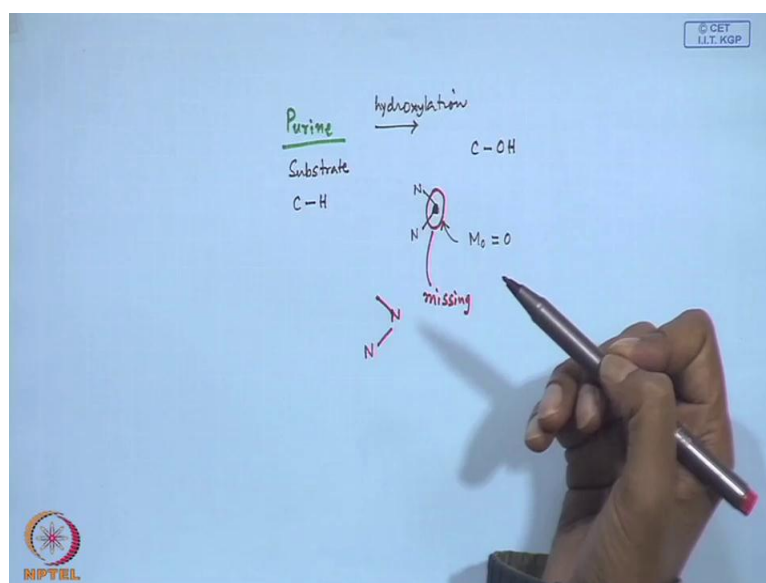 © CET
I.I.T. KGP
Purine
hydroxylation
Substrate
C-OH
C-H
N
N
Mo=O
missing
N
N
NPTEL